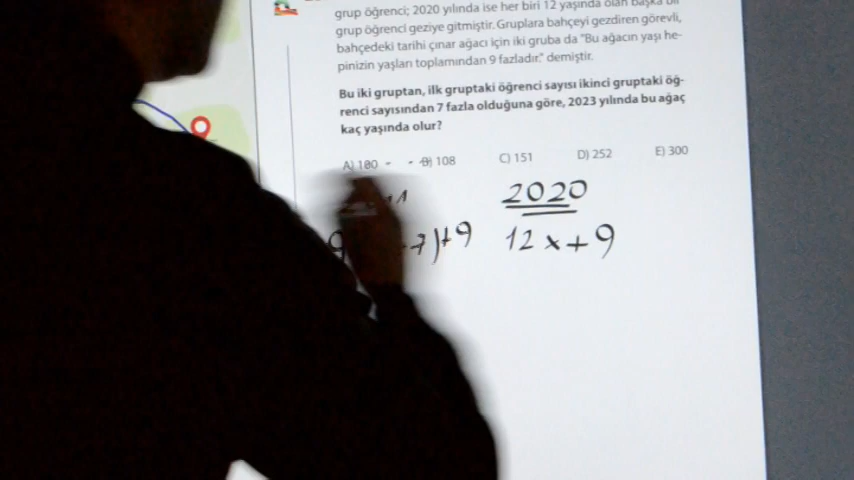 grup öğrenci; 2020 yılında ise her biri 12 yaşında olan başka bir
grup öğrenci geziye gitmiştir. Gruplara bahçeyi gezdiren görevli,
bahçedeki tarihi çınar ağacı için iki gruba da "Bu ağacın yaşı he-
pinizin yaşları toplamından 9 fazladır." demiştir.
Bu iki gruptan, ilk gruptaki öğrenci sayısı ikinci gruptaki öğ-
renci sayısından 7 fazla olduğuna göre, 2023 yılında bu ağaç
kaç yaşında olur?
A) 180 B) 108 C) 151 D) 252 E) 300
2020
7)+9 12x+9